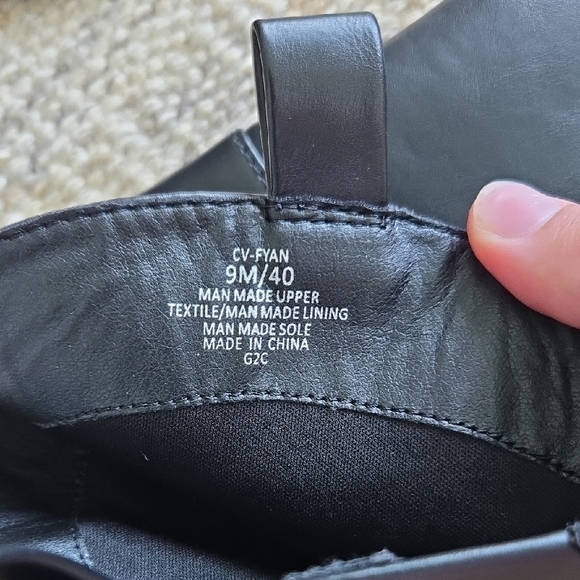 CV-FYAN
9M/40
MAN MADE UPPER
TEXTILE/MAN MADE LINING
MAN MADE SOLE
MADE IN CHINA
G2C